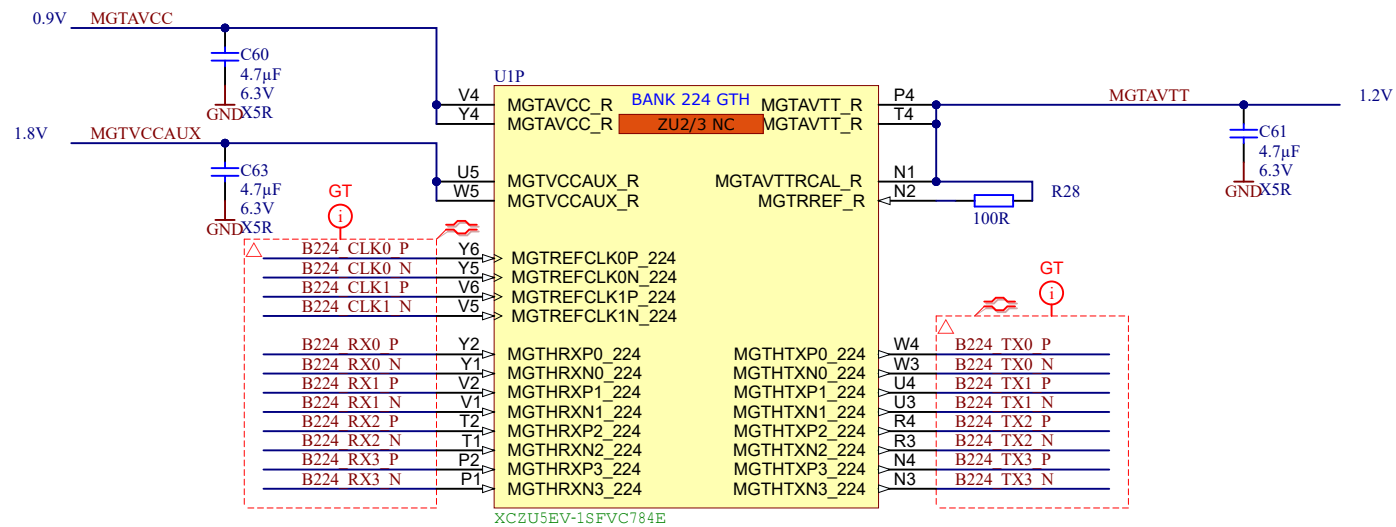 0.9V MGTAVCC
C60
4.7µF
6.3V
X5R
GND
1.8V MGTVCCAUX
C63
4.7µF
6.3V
X5R
GND
U1P
BANK 224 GTH
ZU2/3 NC
V4 MGTAVCC_R
Y4 MGTAVCC_R
U5 MGTVCCAUX_R
W5 MGTVCCAUX_R
MGTAVTT_R P4
MGTAVTT_R T4
MGTAVTTRCAL_R N1
MGTRREF_R N2
MGTAVTT 1.2V
C61
4.7µF
6.3V
X5R
GND
R28
100R
GT
i
B224_CLK0_P Y6 MGTREFCLK0P_224
B224_CLK0_N Y5 MGTREFCLK0N_224
B224_CLK1_P V6 MGTREFCLK1P_224
B224_CLK1_N V5 MGTREFCLK1N_224
B224_RX0_P Y2 MGTHRXP0_224
B224_RX0_N Y1 MGTHRXN0_224
B224_RX1_P V2 MGTHRXP1_224
B224_RX1_N V1 MGTHRXN1_224
B224_RX2_P T2 MGTHRXP2_224
B224_RX2_N T1 MGTHRXN2_224
B224_RX3_P P2 MGTHRXP3_224
B224_RX3_N P1 MGTHRXN3_224
GT
i
MGTHTXP0_224 W4 B224_TX0_P
MGTHTXN0_224 W3 B224_TX0_N
MGTHTXP1_224 U4 B224_TX1_P
MGTHTXN1_224 U3 B224_TX1_N
MGTHTXP2_224 R4 B224_TX2_P
MGTHTXN2_224 R3 B224_TX2_N
MGTHTXP3_224 N4 B224_TX3_P
MGTHTXN3_224 N3 B224_TX3_N
XCZU5EV-1SFVC784E